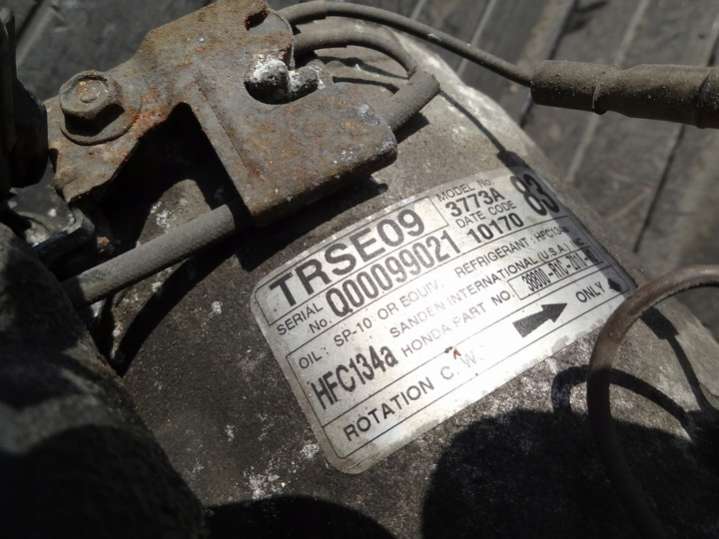 TRSE09
MODEL No.
3773A
83
SERIAL No.
Q00099021
DATE CODE
10170
OIL: SP-10 OR EQUIV. REFRIGERANT:
SANDEN INTERNATIONAL (U.S.A.) INC.
HFC134a
HONDA PART NO.
ROTATION C.W. ONLY